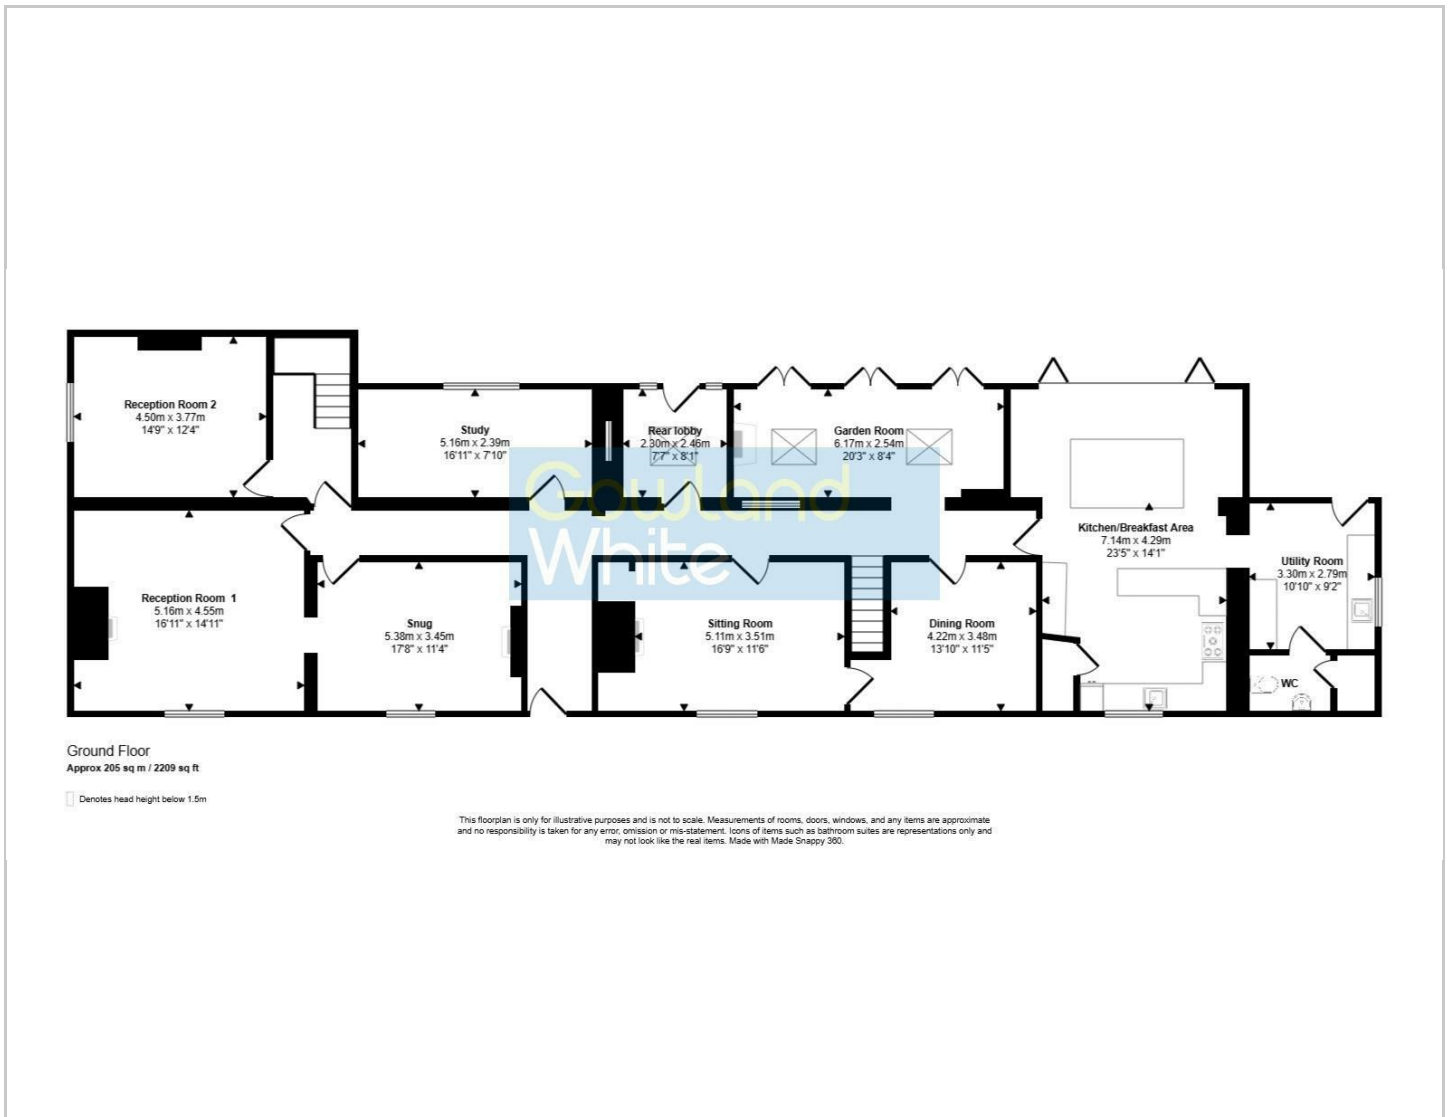 Reception Room 2
4.50m x 3.77m
14'9" x 12'4"
Study
5.16m x 2.39m
16'11" x 7'10"
Rear lobby
2.30m x 2.46m
7'7" x 8'1"
Garden Room
6.17m x 2.54m
20'3" x 8'4"
Gowland
White
Kitchen/Breakfast Area
7.14m x 4.29m
23'5" x 14'1"
Utility Room
3.30m x 2.79m
10'10" x 9'2"
Reception Room 1
5.16m x 4.55m
16'11" x 14'11"
Snug
5.38m x 3.45m
17'8" x 11'4"
Sitting Room
5.11m x 3.51m
16'9" x 11'6"
Dining Room
4.22m x 3.48m
13'10" x 11'5"
WC
Ground Floor
Approx 205 sq m / 2209 sq ft
Denotes head height below 1.5m
This floorplan is only for illustrative purposes and is not to scale. Measurements of rooms, doors, windows, and any items are approximate
and no responsibility is taken for any error, omission or mis-statement. Icons of items such as bathroom suites are representations only and
may not look like the real items. Made with Made Snappy 360.